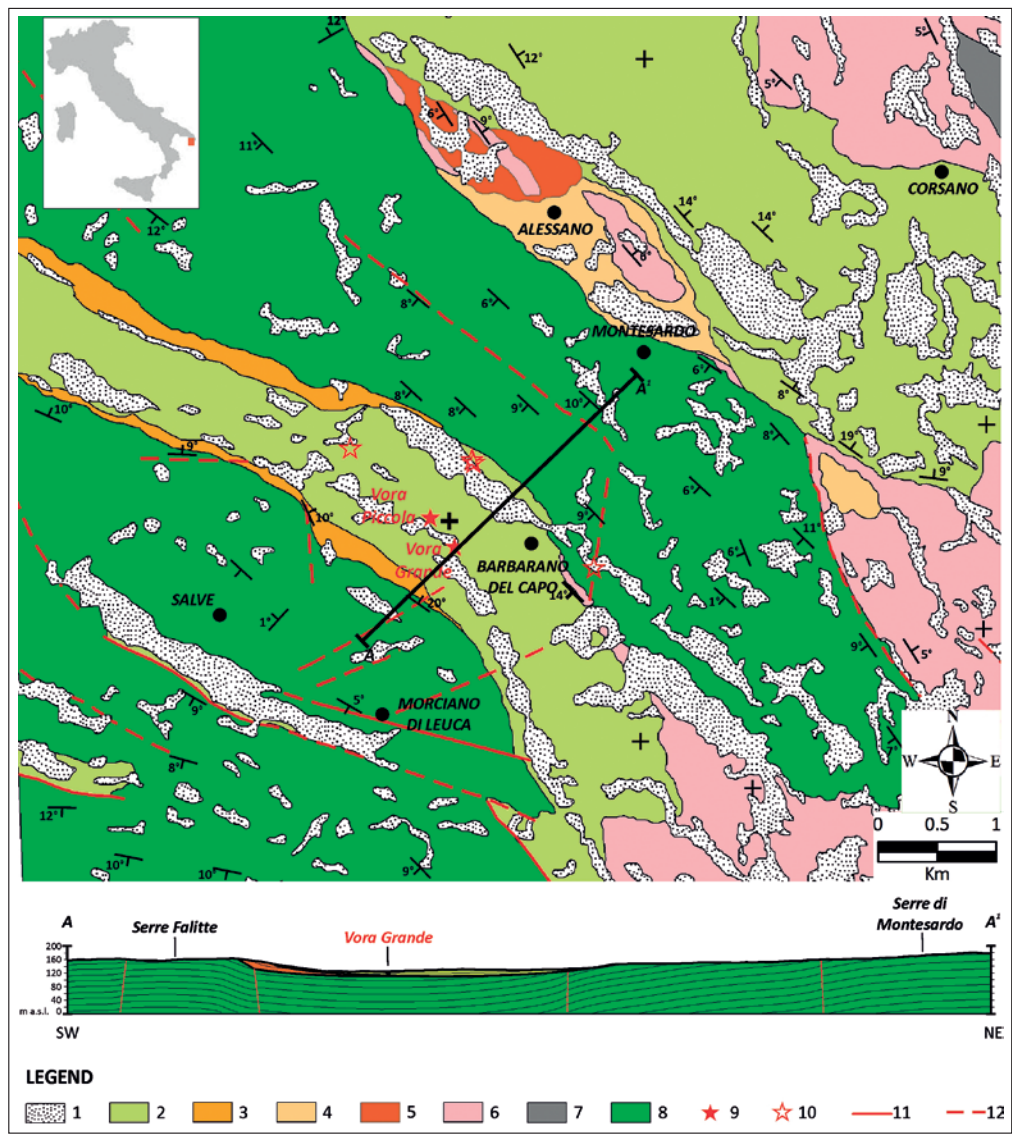 12°
12°
5°
5°
6°
9°
11°
CORSANO
12°
14°
14°
ALESSANO
8°
8°
6°
MONTESARDO
6°
A¹
8°
8°
8°
9°
10°
10°
8°
19°
9°
9°
6°
Vora
Piccola
10°
9°
11°
Vora
Grande
6°
BARBARANO
DEL CAPO
14°
20°
1°
SALVE
1°
9°
5°
A
9°
5°
MORCIANO
DI LEUCA
8°
12°
10°
10°
9°
N
W
E
S
0 0.5 1
Km
A
Serre Falitte
Vora Grande
Serre di
Montesardo
A¹
200
160
120
80
40
m a.s.l. 0
SW
NE
LEGEND
1 2 3 4 5 6 7 8 9 10 11 12